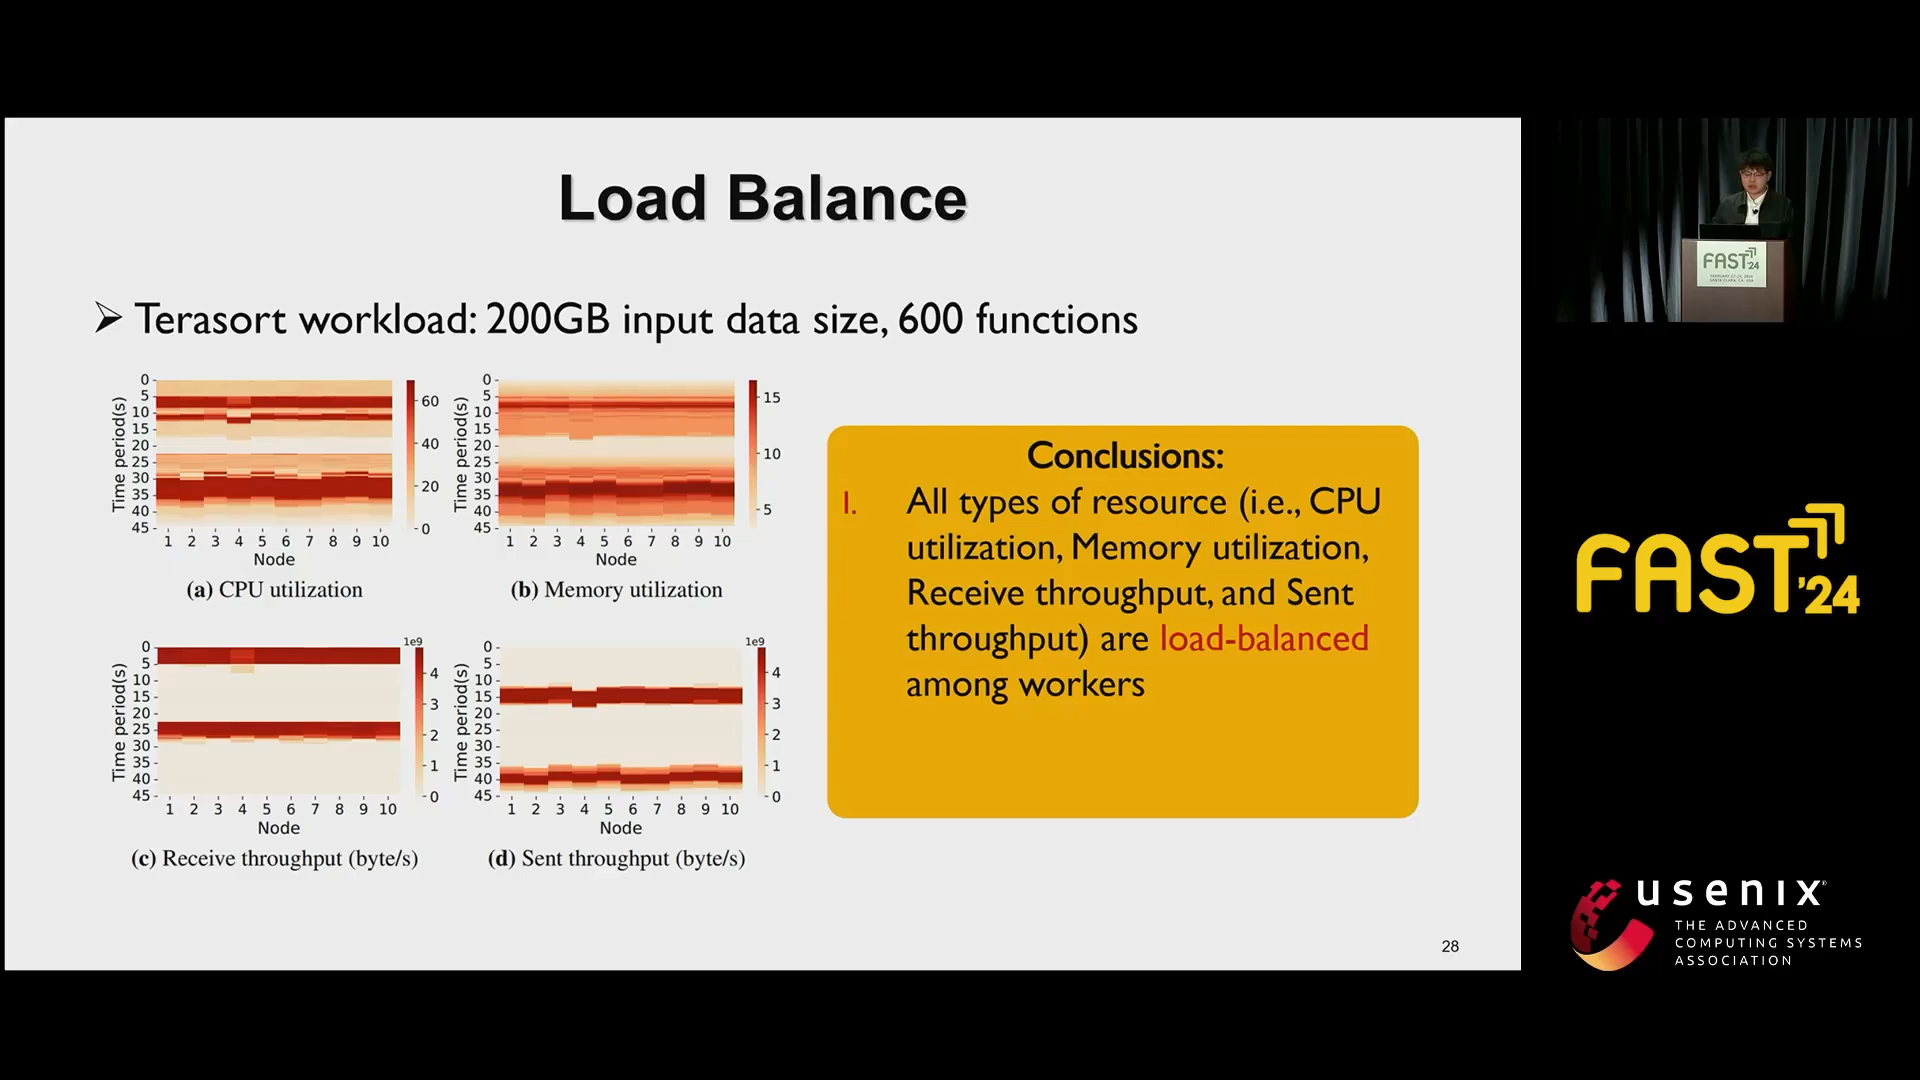 Load Balance
➢ Terasort workload: 200GB input data size, 600 functions
0
5
10
15
20
25
30
35
40
45
Time period(s)
1 2 3 4 5 6 7 8 9 10
Node
60
40
20
0
(a) CPU utilization
0
5
10
15
20
25
30
35
40
45
Time period(s)
1 2 3 4 5 6 7 8 9 10
Node
15
10
5
(b) Memory utilization
0
5
10
15
20
25
30
35
40
45
Time period(s)
1 2 3 4 5 6 7 8 9 10
Node
1e9
4
3
2
1
0
(c) Receive throughput (byte/s)
0
5
10
15
20
25
30
35
40
45
Time period(s)
1 2 3 4 5 6 7 8 9 10
Node
1e9
4
3
2
1
0
(d) Sent throughput (byte/s)
Conclusions:
I. All types of resource (i.e., CPU
utilization, Memory utilization,
Receive throughput, and Sent
throughput) are load-balanced
among workers
28
FAST '24
FAST '24
usenix
THE ADVANCED
COMPUTING SYSTEMS
ASSOCIATION